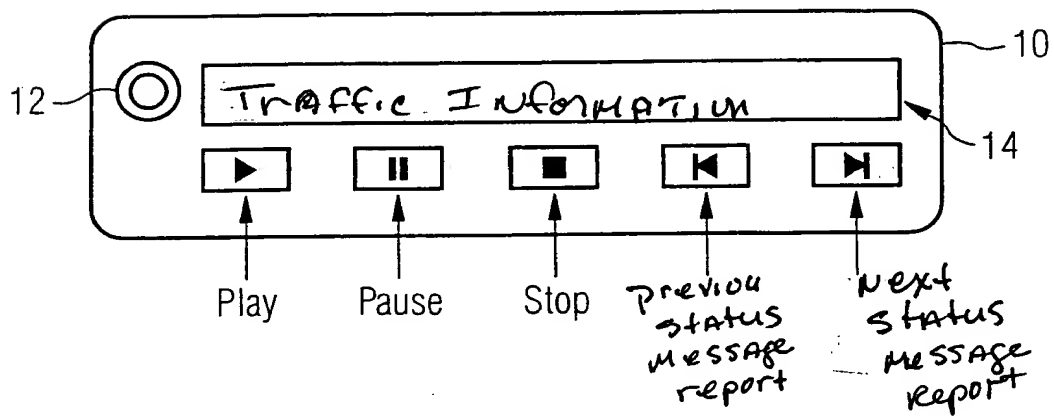 10
12
Traffic Information
14
Play
Pause
Stop
previou
status
message
report
Next
status
message
report